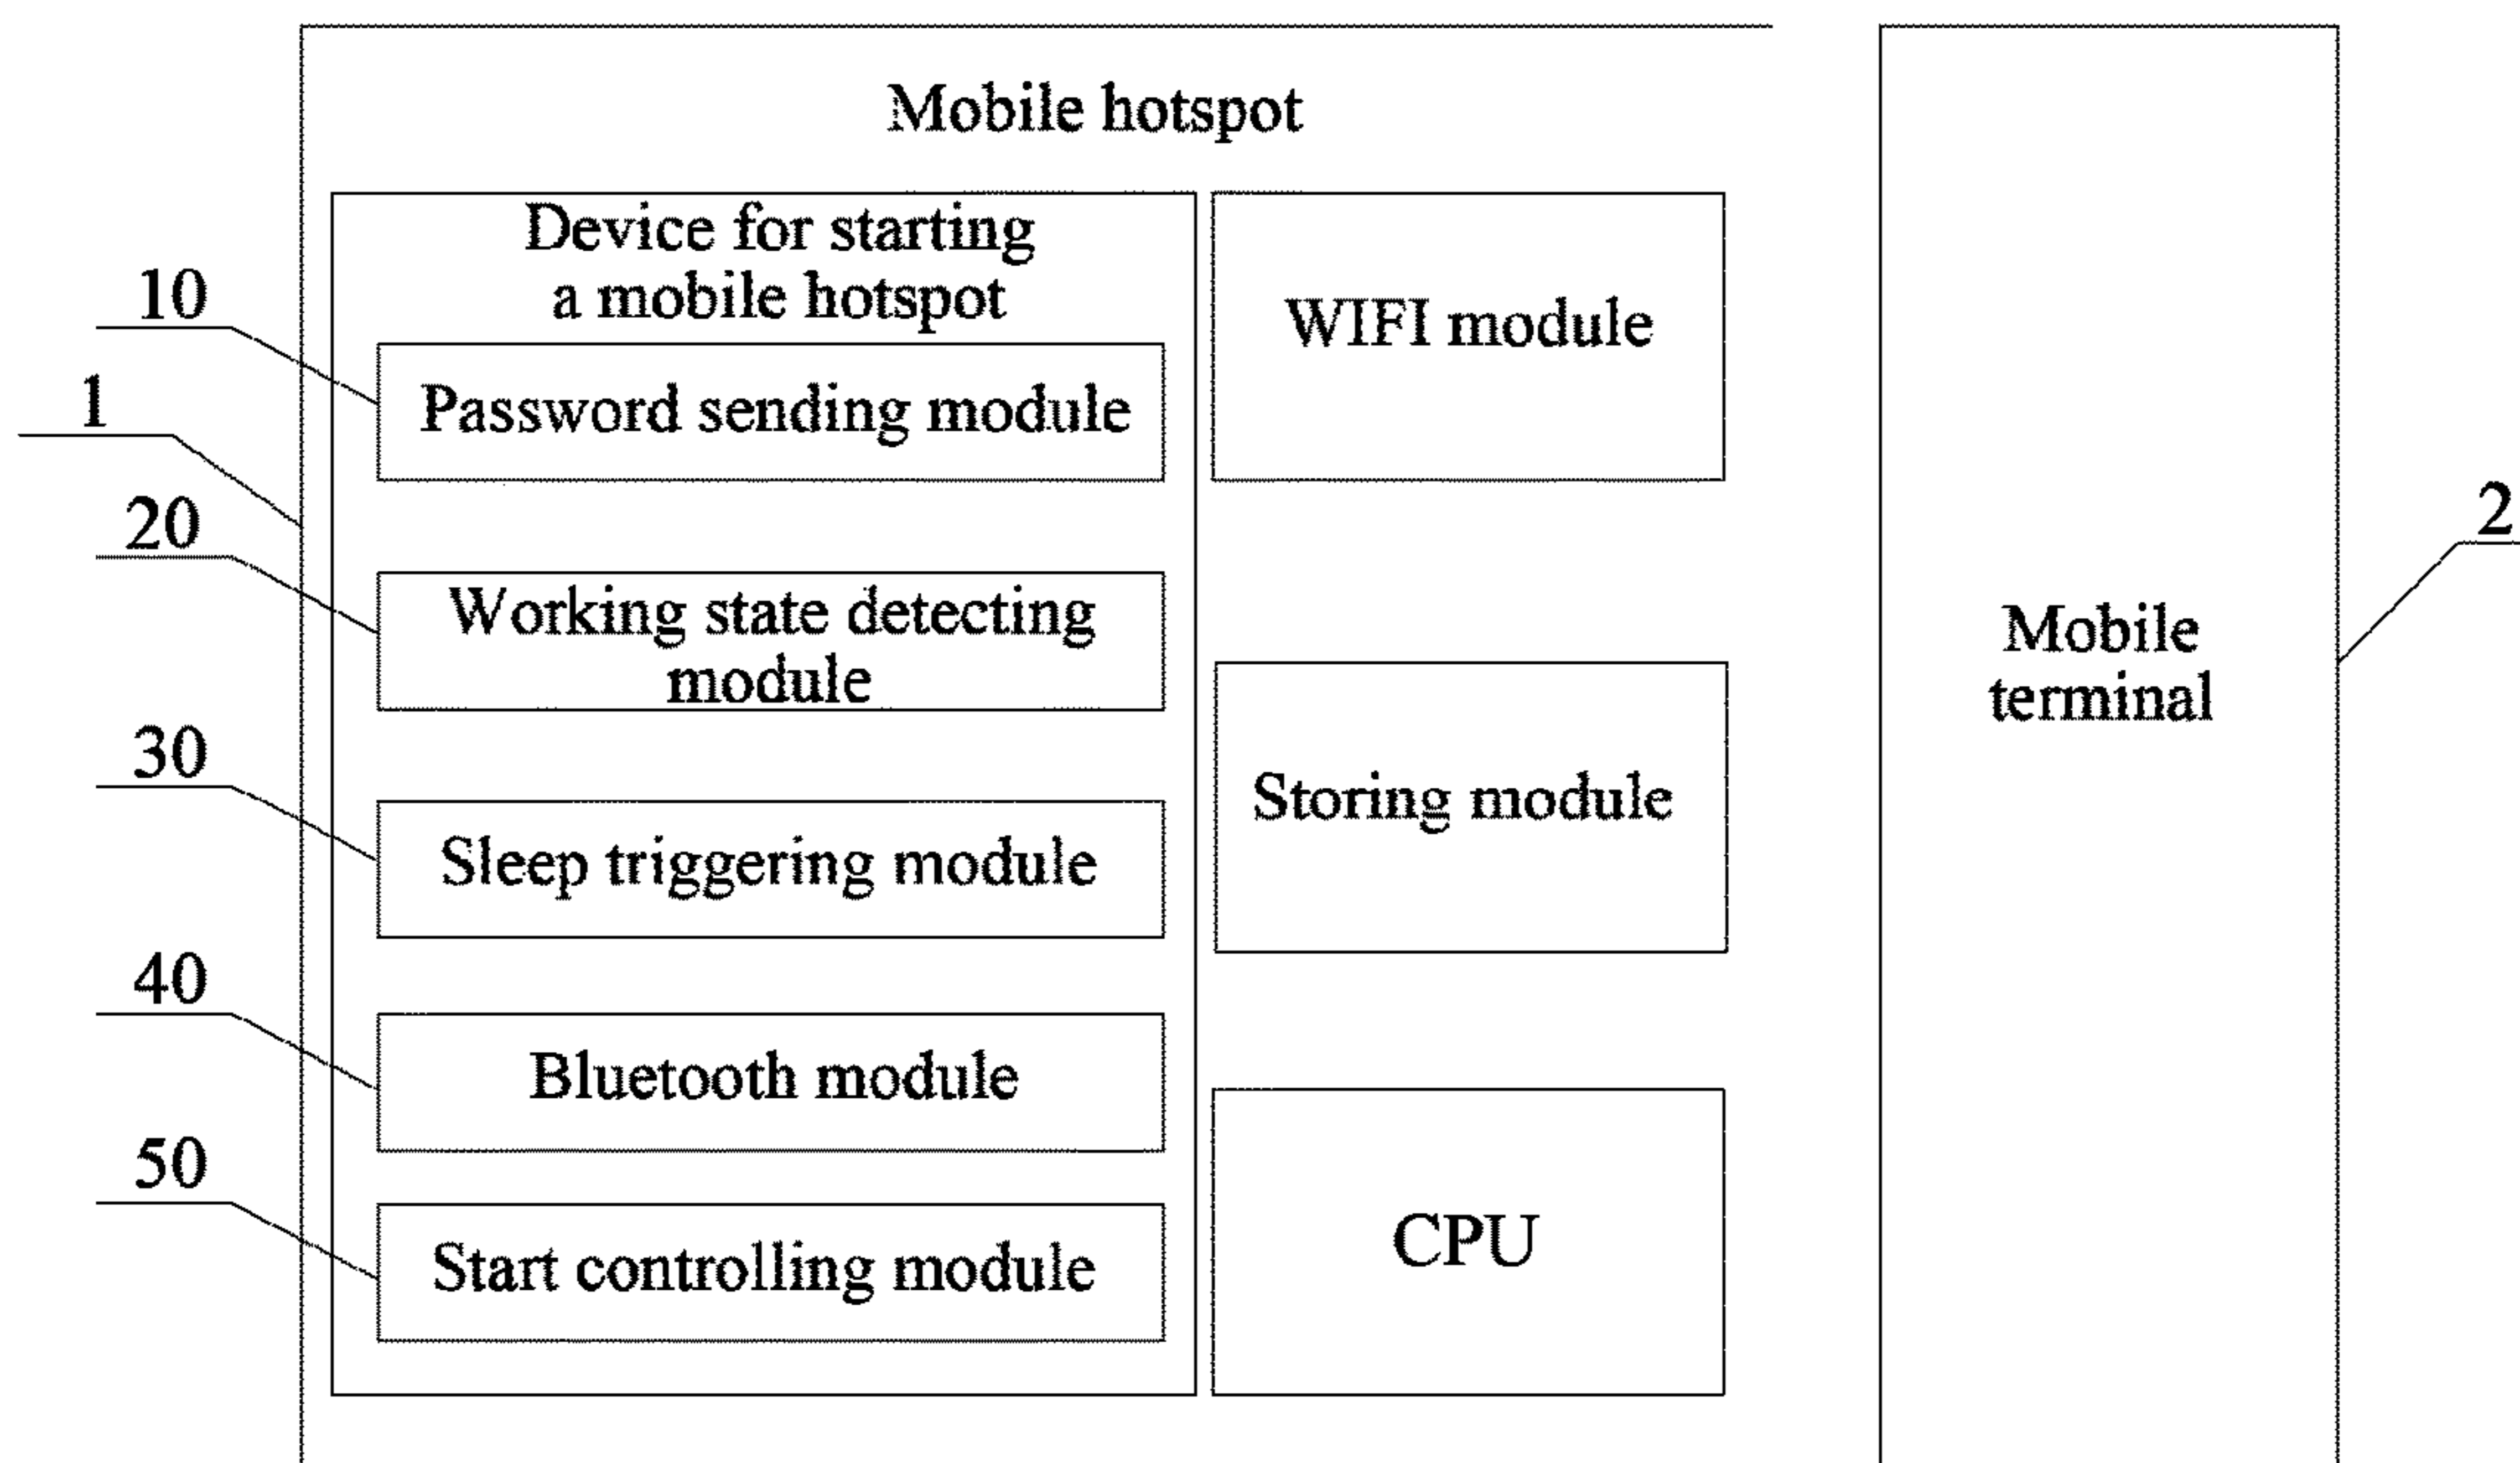 Mobile hotspot
Device for starting
a mobile hotspot
10
Password sending module
1
20
Working state detecting
module
30
Sleep triggering module
40
Bluetooth module
50
Start controlling module
WIFI module
Storing module
CPU
Mobile
terminal
2